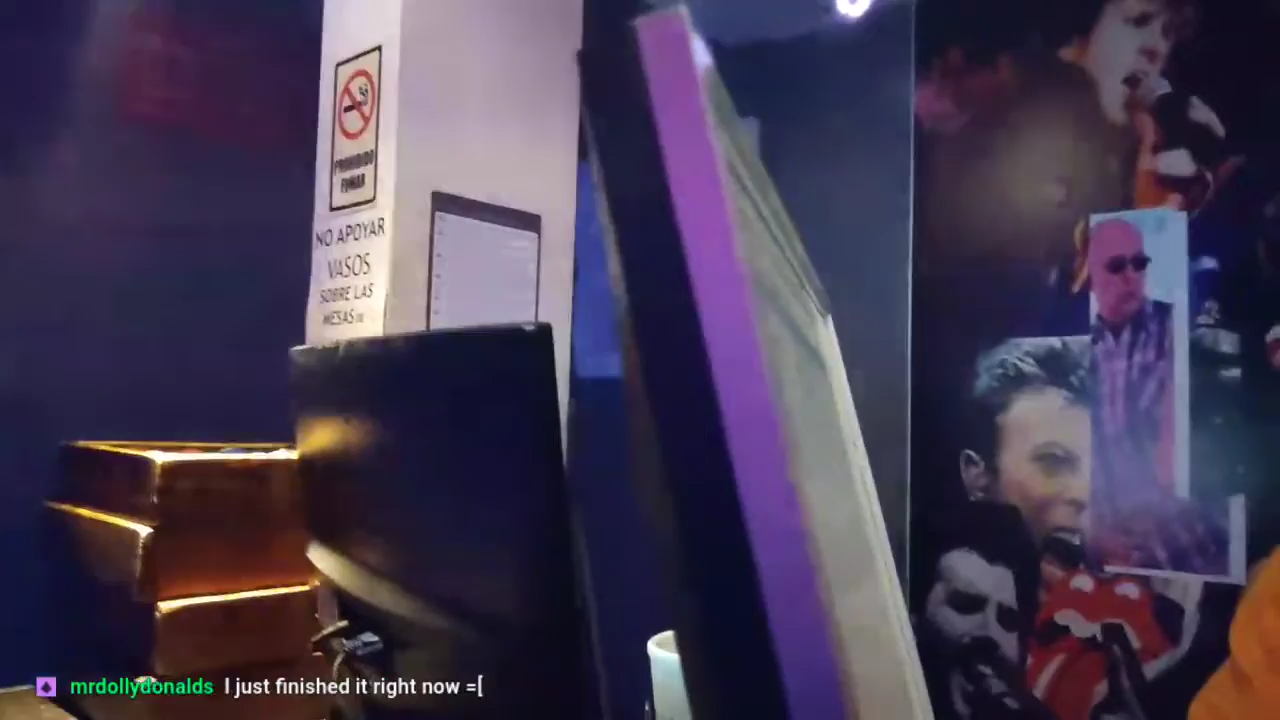 PROHIBIDO
FUMAR
NO APOYAR
VASOS
SOBRE LAS
MESAS
mrdollydonalds I just finished it right now =[